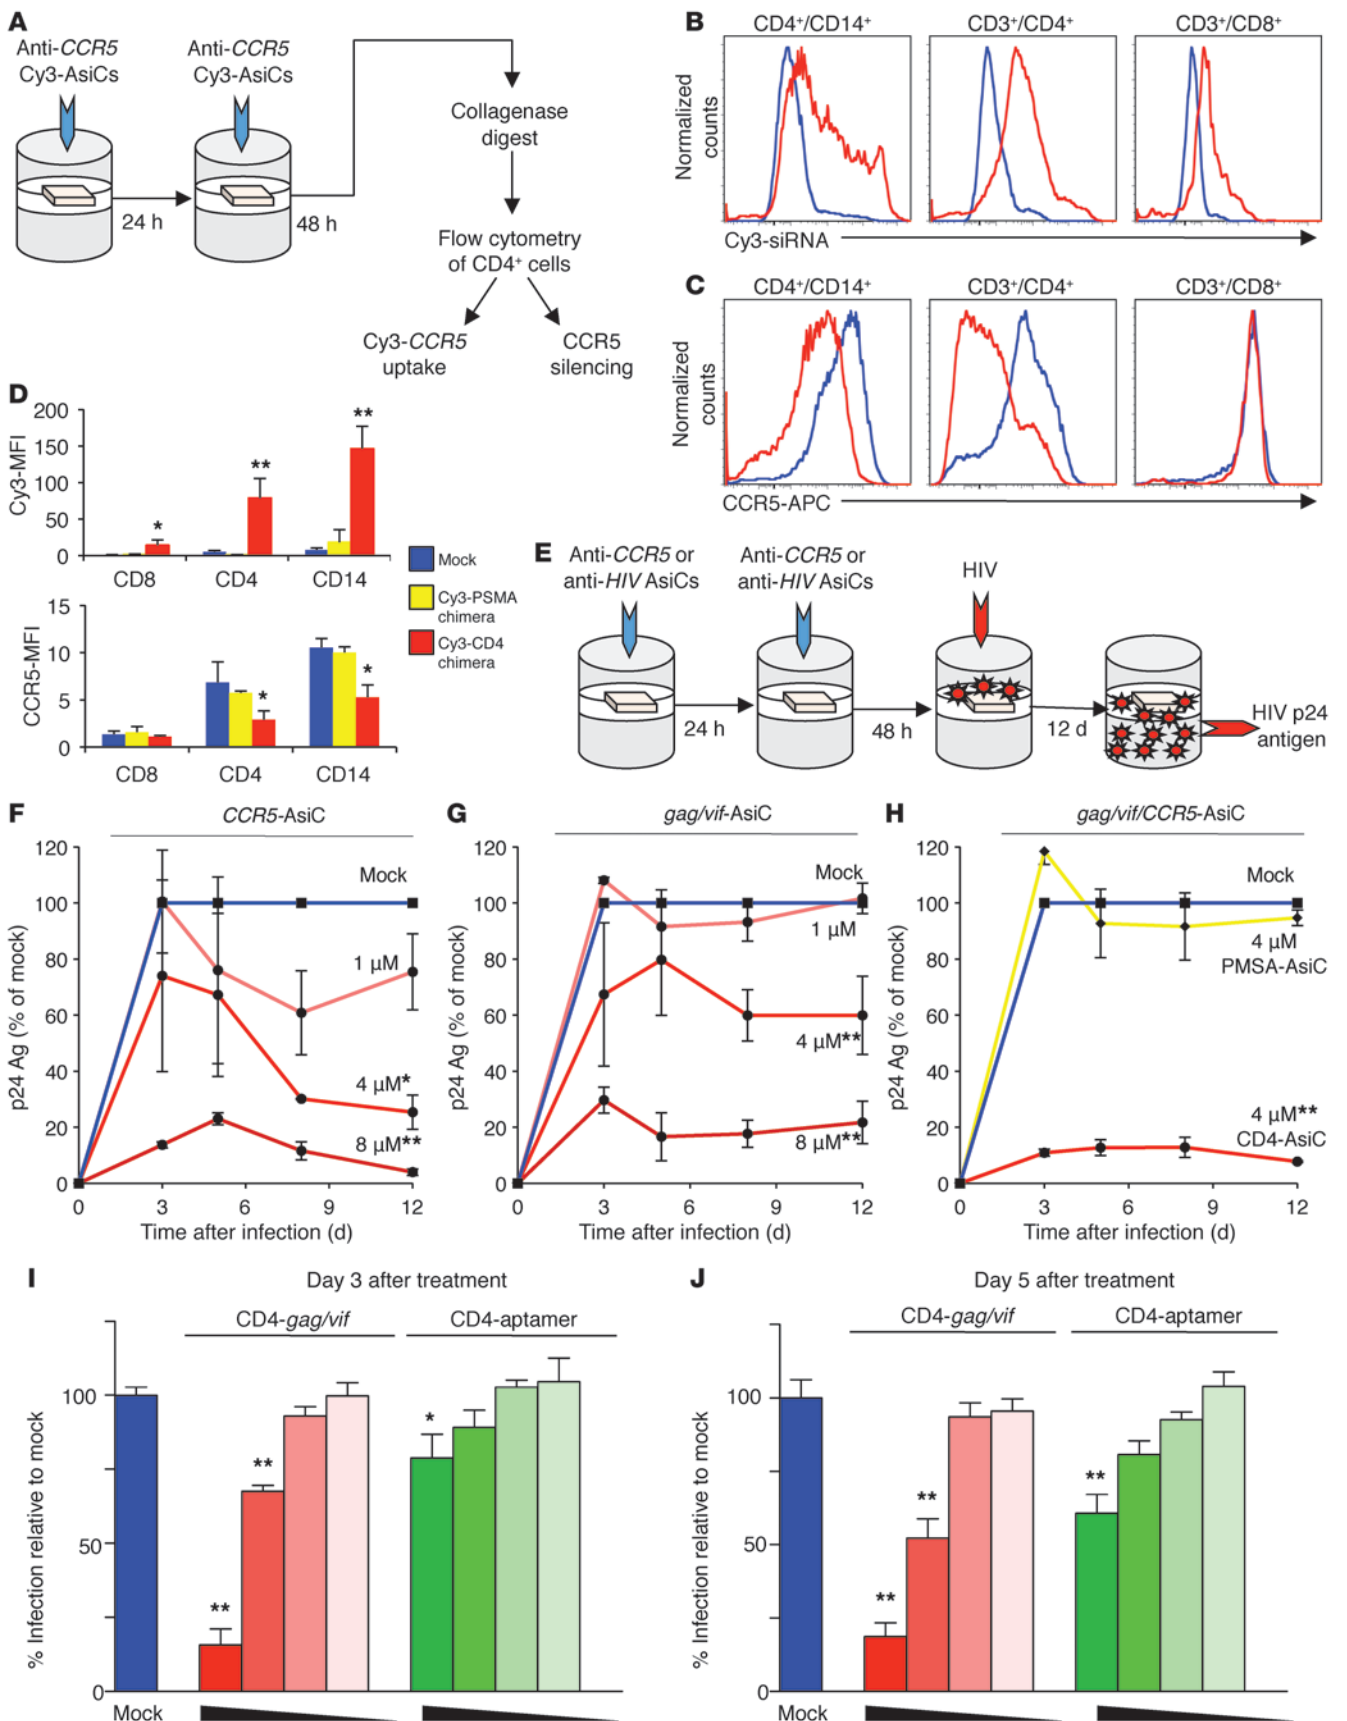 A
Anti-CCR5
Cy3-AsiCs
Anti-CCR5
Cy3-AsiCs
24 h
48 h
Collagenase
digest
Flow cytometry
of CD4⁺ cells
Cy3-CCR5
uptake
CCR5
silencing
B
CD4⁺/CD14⁺
CD3⁺/CD4⁺
CD3⁺/CD8⁺
Normalized
counts
Cy3-siRNA
C
CD4⁺/CD14⁺
CD3⁺/CD4⁺
CD3⁺/CD8⁺
Normalized
counts
CCR5-APC
D
Cy3-MFI
200
150
100
50
0
*
**
**
CD8
CD4
CD14
CCR5-MFI
15
10
5
0
*
*
CD8
CD4
CD14
Mock
Cy3-PSMA
chimera
Cy3-CD4
chimera
E
Anti-CCR5 or
anti-HIV AsiCs
Anti-CCR5 or
anti-HIV AsiCs
HIV
24 h
48 h
12 d
HIV p24
antigen
F
CCR5-AsiC
p24 Ag (% of mock)
120
100
80
60
40
20
0
Mock
1 µM
4 µM*
8 µM**
0
3
6
9
12
Time after infection (d)
G
gag/vif-AsiC
p24 Ag (% of mock)
120
100
80
60
40
20
0
Mock
1 µM
4 µM**
8 µM**
0
3
6
9
12
Time after infection (d)
H
gag/vif/CCR5-AsiC
p24 Ag (% of mock)
120
100
80
60
40
20
0
Mock
4 µM
PMSA-AsiC
4 µM**
CD4-AsiC
0
3
6
9
12
Time after infection (d)
I
Day 3 after treatment
CD4-gag/vif
CD4-aptamer
% Infection relative to mock
100
50
0
**
**
*
Mock
J
Day 5 after treatment
CD4-gag/vif
CD4-aptamer
% Infection relative to mock
100
50
0
**
**
**
Mock